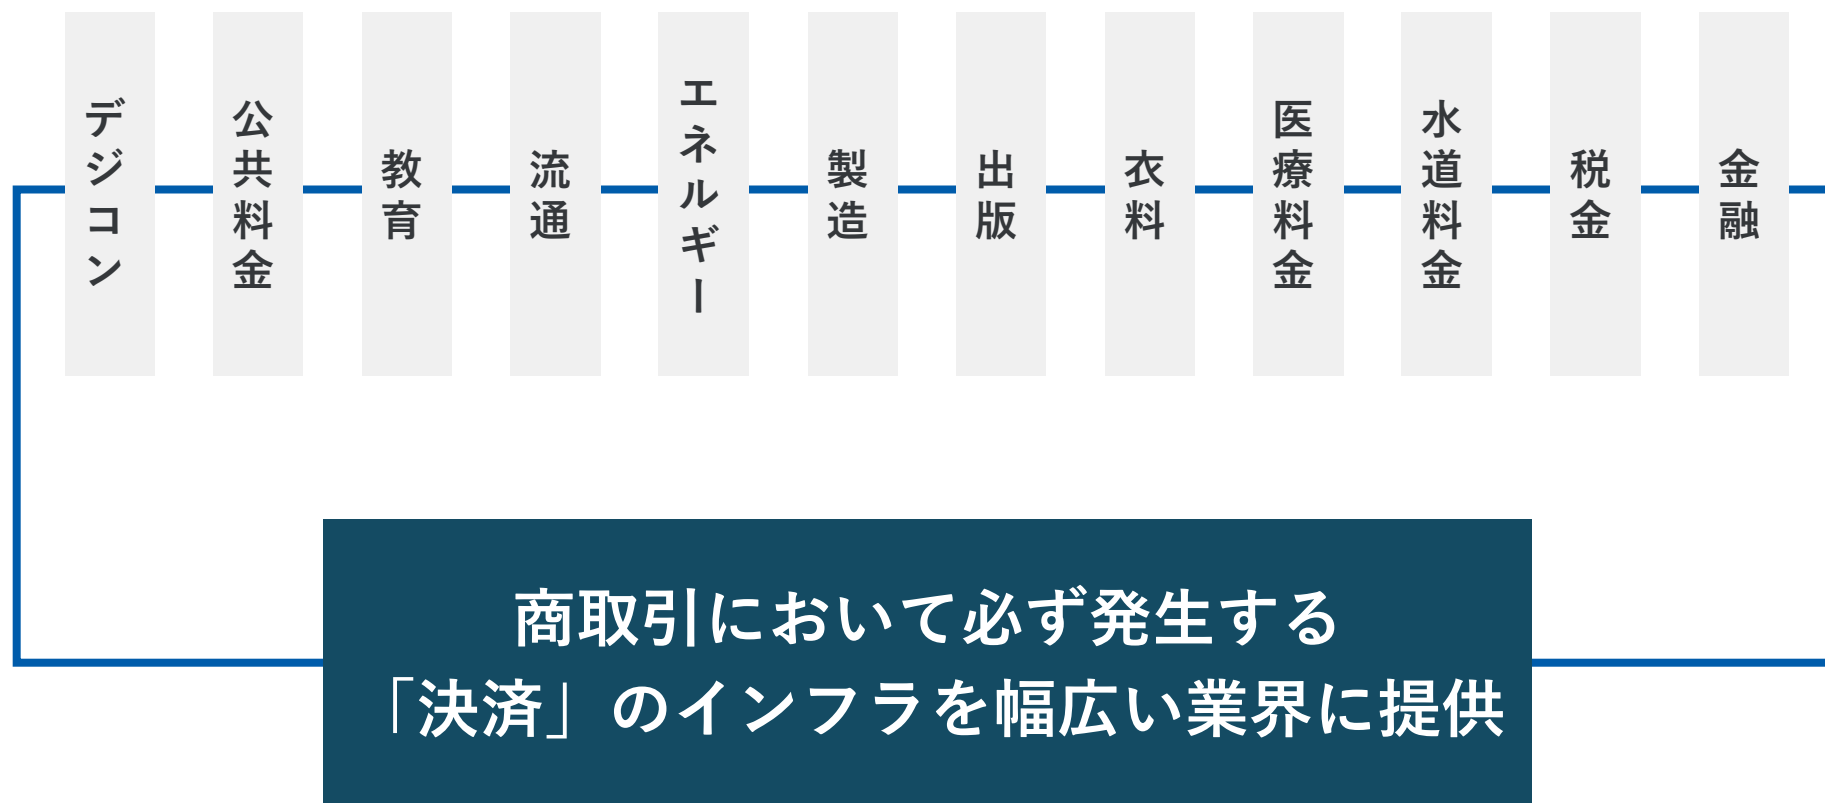 デジコン
公共料金
教育
流通
エネルギー
製造
出版
衣料
医療料金
水道料金
税金
金融
商取引において必ず発生する
「決済」のインフラを幅広い業界に提供